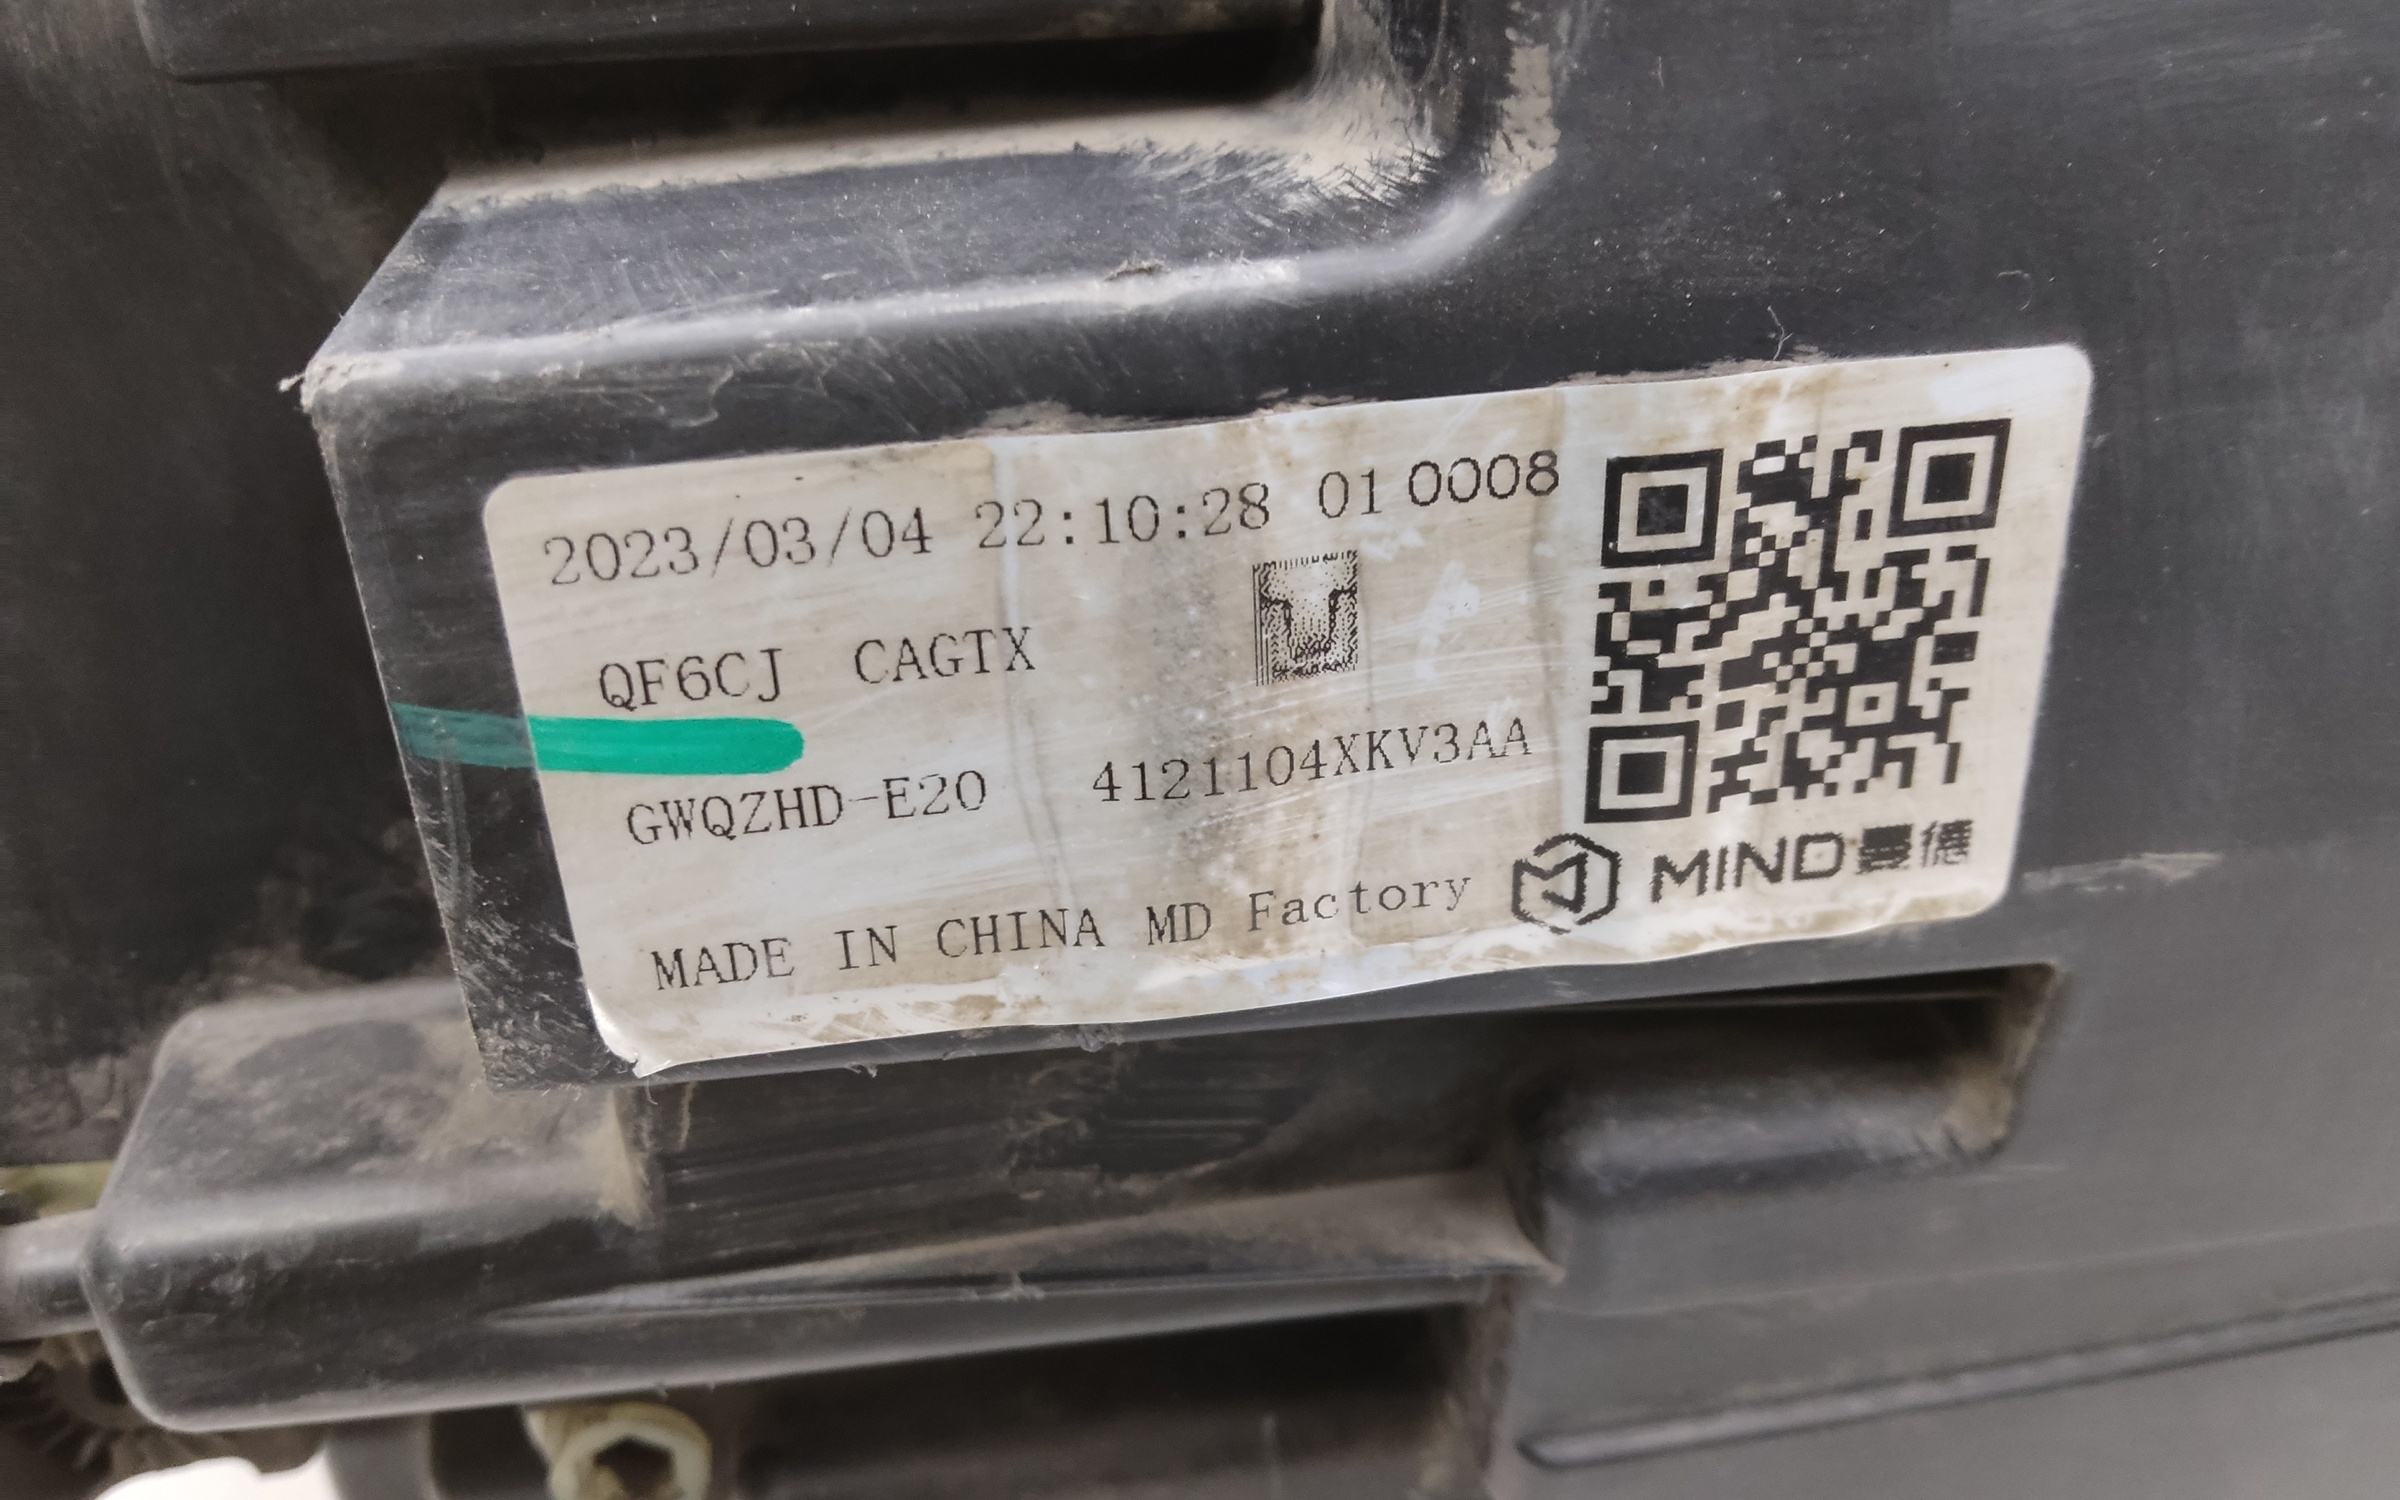 2023/03/04 22:10:28 01 0008
QF6CJ CAGTX
GWQZHD-E20 4121104XKV3AA
MADE IN CHINA MD Factory
MIND 曼德